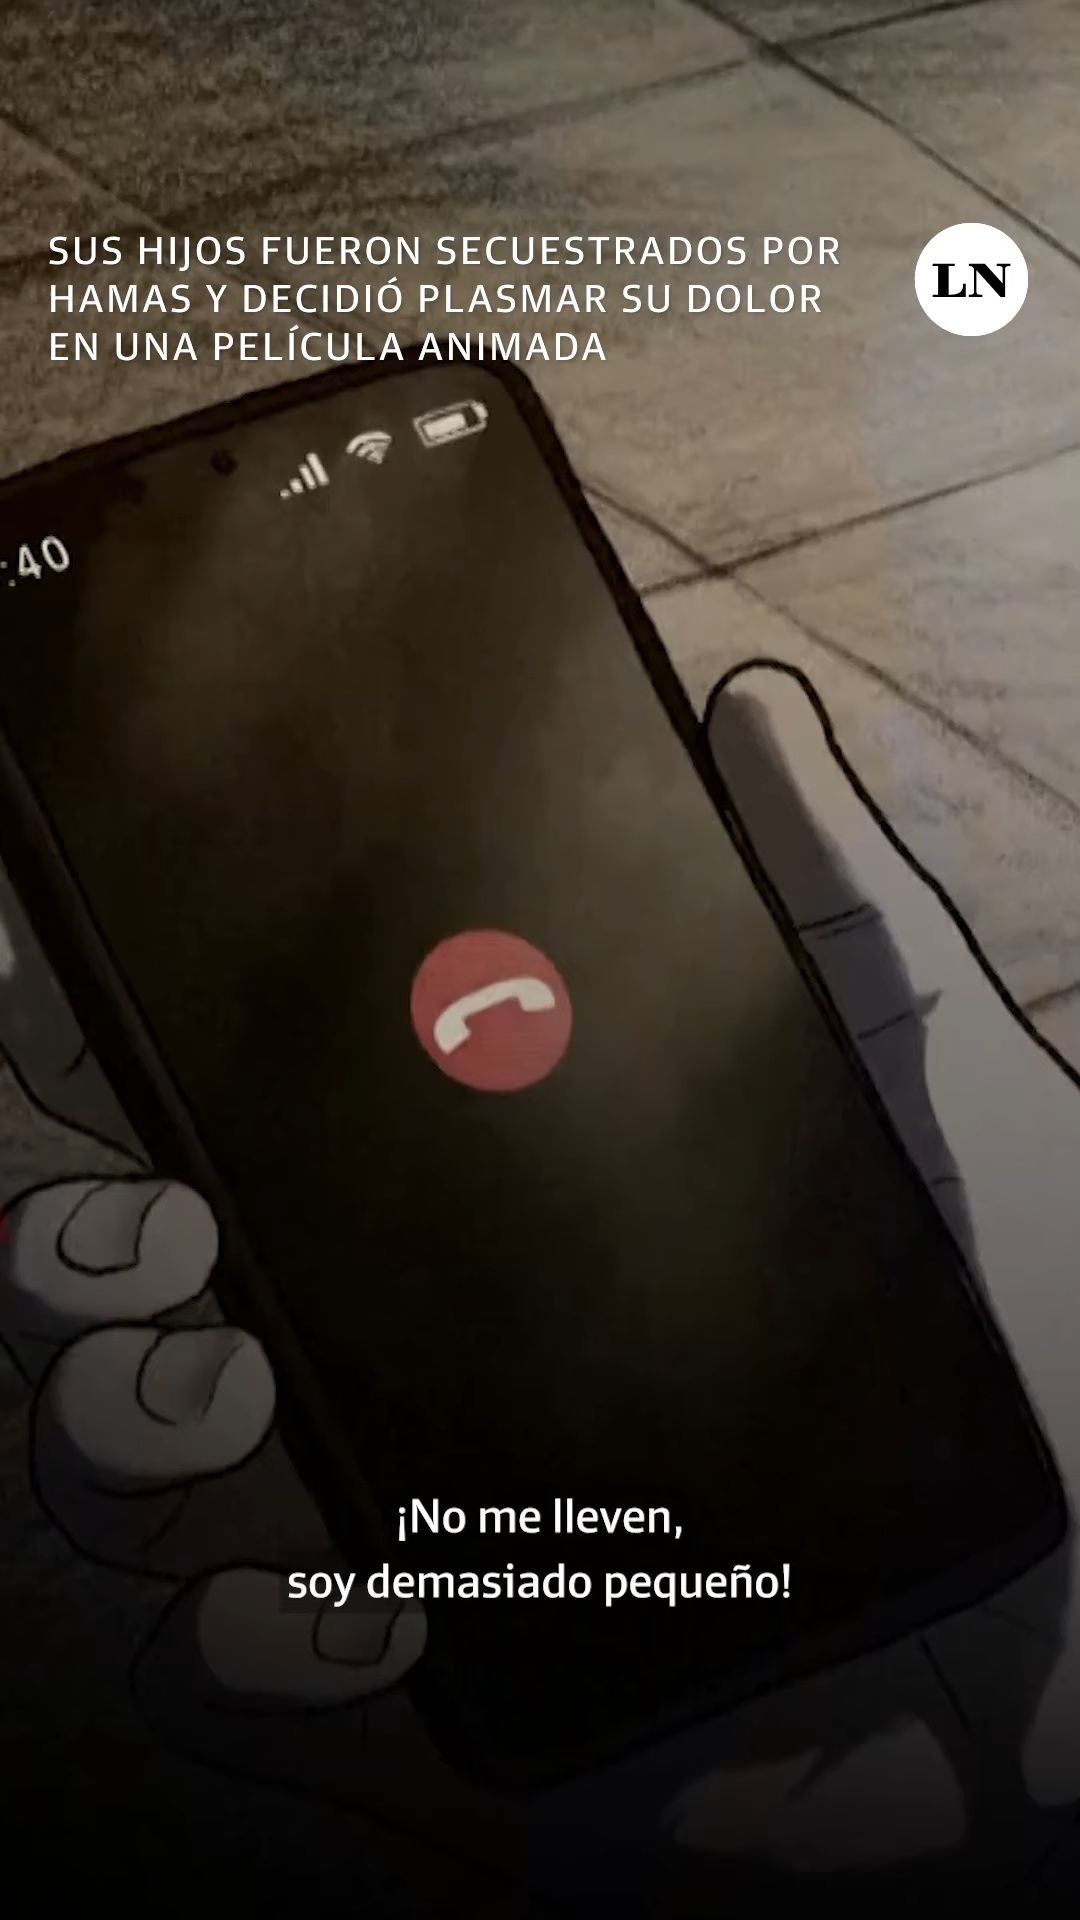 SUS HIJOS FUERON SECUESTRADOS POR
HAMAS Y DECIDIÓ PLASMAR SU DOLOR
EN UNA PELÍCULA ANIMADA
LN
:40
¡No me lleven,
soy demasiado pequeño!